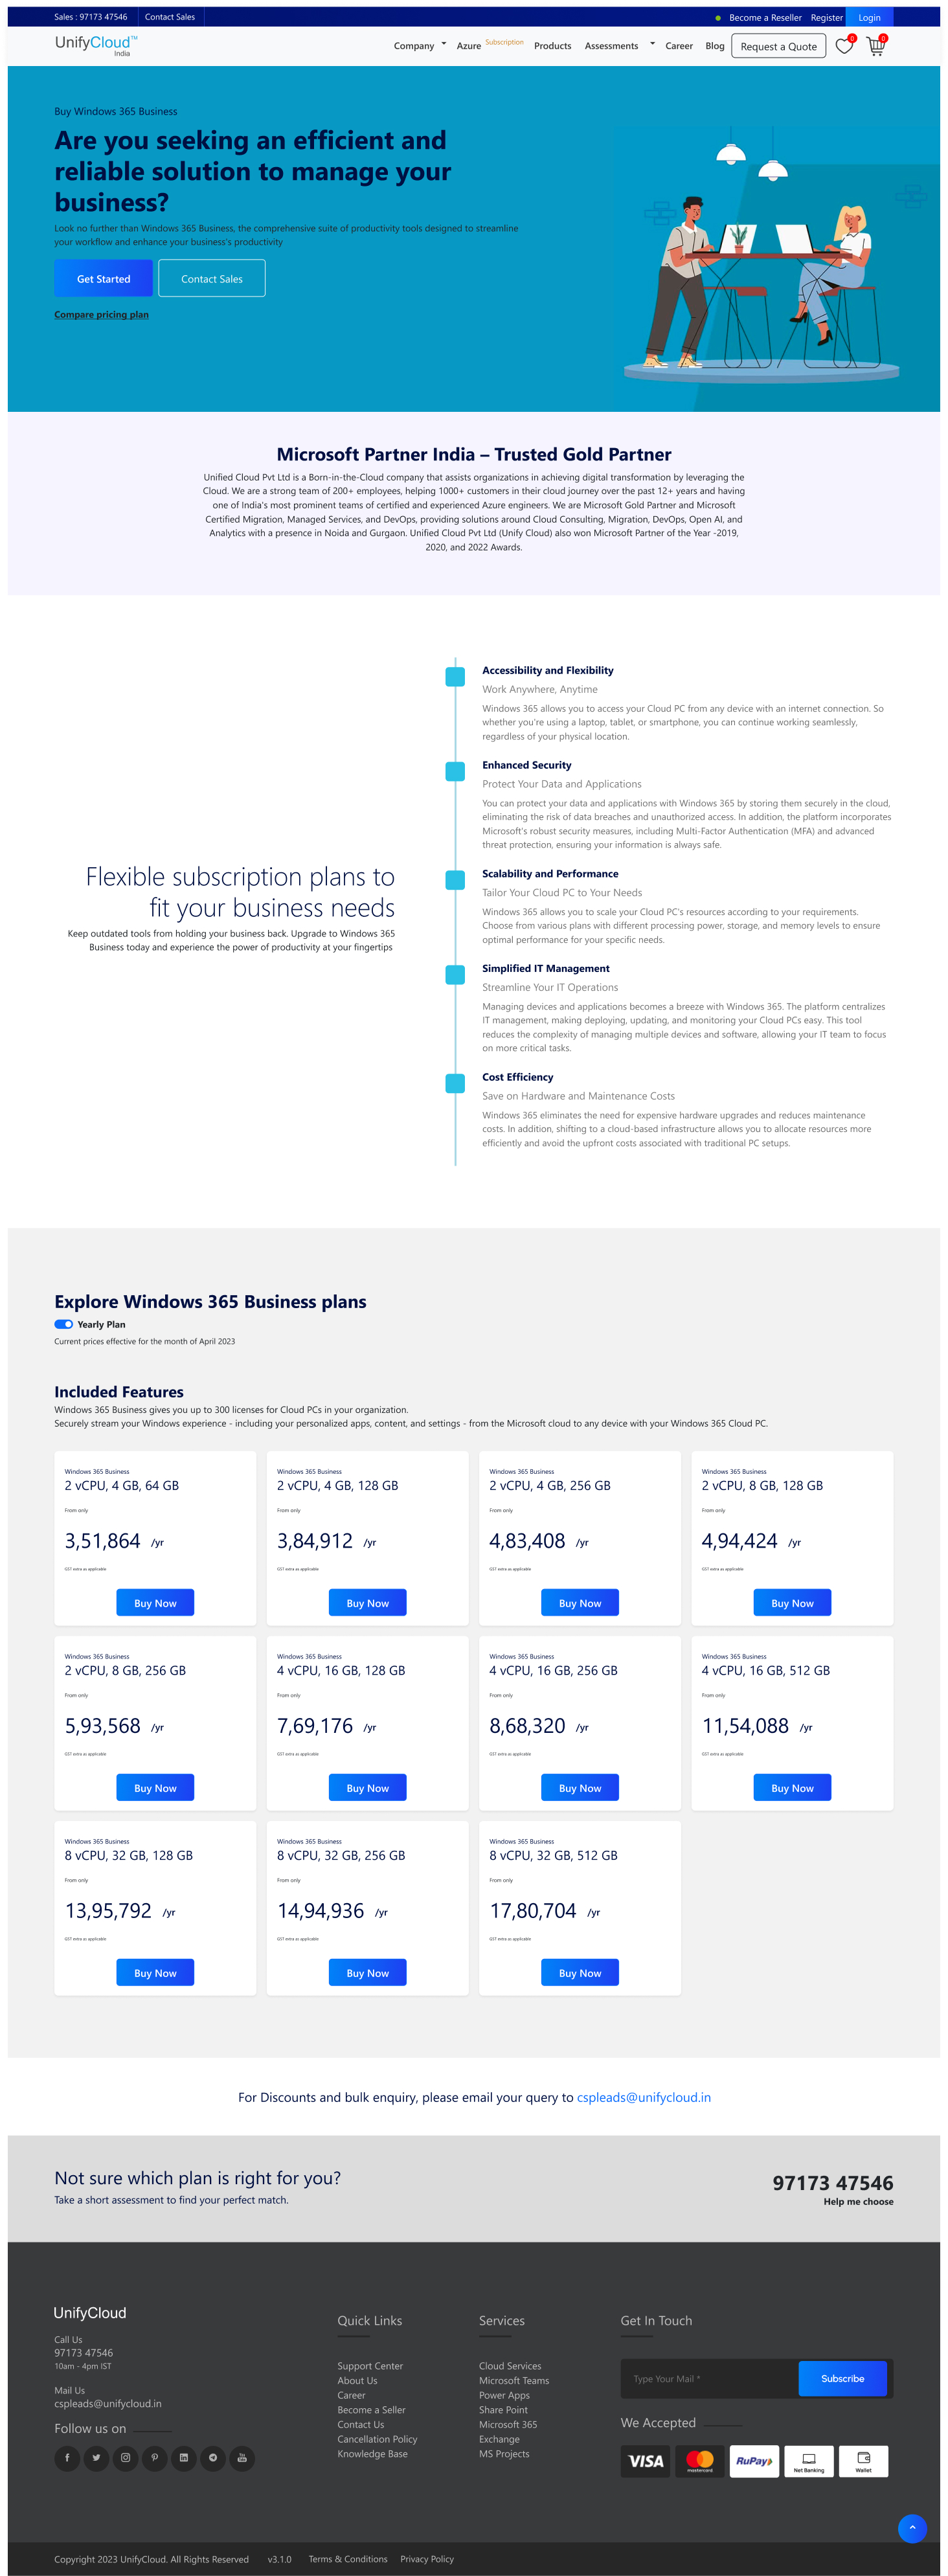 Sales : 97173 47546
Contact Sales
Become a Reseller
Register
Login
UnifyCloud™
India
Company
Azure Subscription
Products
Assessments
Career
Blog
Request a Quote
0
0
Buy Windows 365 Business
Are you seeking an efficient and
reliable solution to manage your
business?
Look no further than Windows 365 Business, the comprehensive suite of productivity tools designed to streamline
your workflow and enhance your business's productivity
Get Started
Contact Sales
Compare pricing plan
Microsoft Partner India – Trusted Gold Partner
Unified Cloud Pvt Ltd is a Born-in-the-Cloud company that assists organizations in achieving digital transformation by leveraging the
Cloud. We are a strong team of 200+ employees, helping 1000+ customers in their cloud journey over the past 12+ years and having
one of India's most prominent teams of certified and experienced Azure engineers. We are Microsoft Gold Partner and Microsoft
Certified Migration, Managed Services, and DevOps, providing solutions around Cloud Consulting, Migration, DevOps, Open AI, and
Analytics with a presence in Noida and Gurgaon. Unified Cloud Pvt Ltd (Unify Cloud) also won Microsoft Partner of the Year -2019,
2020, and 2022 Awards.
Flexible subscription plans to
fit your business needs
Keep outdated tools from holding your business back. Upgrade to Windows 365
Business today and experience the power of productivity at your fingertips
Accessibility and Flexibility
Work Anywhere, Anytime
Windows 365 allows you to access your Cloud PC from any device with an internet connection. So
whether you're using a laptop, tablet, or smartphone, you can continue working seamlessly,
regardless of your physical location.
Enhanced Security
Protect Your Data and Applications
You can protect your data and applications with Windows 365 by storing them securely in the cloud,
eliminating the risk of data breaches and unauthorized access. In addition, the platform incorporates
Microsoft's robust security measures, including Multi-Factor Authentication (MFA) and advanced
threat protection, ensuring your information is always safe.
Scalability and Performance
Tailor Your Cloud PC to Your Needs
Windows 365 allows you to scale your Cloud PC's resources according to your requirements.
Choose from various plans with different processing power, storage, and memory levels to ensure
optimal performance for your specific needs.
Simplified IT Management
Streamline Your IT Operations
Managing devices and applications becomes a breeze with Windows 365. The platform centralizes
IT management, making deploying, updating, and monitoring your Cloud PCs easy. This tool
reduces the complexity of managing multiple devices and software, allowing your IT team to focus
on more critical tasks.
Cost Efficiency
Save on Hardware and Maintenance Costs
Windows 365 eliminates the need for expensive hardware upgrades and reduces maintenance
costs. In addition, shifting to a cloud-based infrastructure allows you to allocate resources more
efficiently and avoid the upfront costs associated with traditional PC setups.
Explore Windows 365 Business plans
Yearly Plan
Current prices effective for the month of April 2023
Included Features
Windows 365 Business gives you up to 300 licenses for Cloud PCs in your organization.
Securely stream your Windows experience - including your personalized apps, content, and settings - from the Microsoft cloud to any device with your Windows 365 Cloud PC.
Windows 365 Business
2 vCPU, 4 GB, 64 GB
From only
3,51,864 /yr
GST extra as applicable
Buy Now
Windows 365 Business
2 vCPU, 4 GB, 128 GB
From only
3,84,912 /yr
GST extra as applicable
Buy Now
Windows 365 Business
2 vCPU, 4 GB, 256 GB
From only
4,83,408 /yr
GST extra as applicable
Buy Now
Windows 365 Business
2 vCPU, 8 GB, 128 GB
From only
4,94,424 /yr
GST extra as applicable
Buy Now
Windows 365 Business
2 vCPU, 8 GB, 256 GB
From only
5,93,568 /yr
GST extra as applicable
Buy Now
Windows 365 Business
4 vCPU, 16 GB, 128 GB
From only
7,69,176 /yr
GST extra as applicable
Buy Now
Windows 365 Business
4 vCPU, 16 GB, 256 GB
From only
8,68,320 /yr
GST extra as applicable
Buy Now
Windows 365 Business
4 vCPU, 16 GB, 512 GB
From only
11,54,088 /yr
GST extra as applicable
Buy Now
Windows 365 Business
8 vCPU, 32 GB, 128 GB
From only
13,95,792 /yr
GST extra as applicable
Buy Now
Windows 365 Business
8 vCPU, 32 GB, 256 GB
From only
14,94,936 /yr
GST extra as applicable
Buy Now
Windows 365 Business
8 vCPU, 32 GB, 512 GB
From only
17,80,704 /yr
GST extra as applicable
Buy Now
For Discounts and bulk enquiry, please email your query to cspleads@unifycloud.in
Not sure which plan is right for you?
Take a short assessment to find your perfect match.
97173 47546
Help me choose
UnifyCloud
Call Us
97173 47546
10am - 4pm IST
Mail Us
cspleads@unifycloud.in
Follow us on
Quick Links
Support Center
About Us
Career
Become a Seller
Contact Us
Cancellation Policy
Knowledge Base
Services
Cloud Services
Microsoft Teams
Power Apps
Share Point
Microsoft 365
Exchange
MS Projects
Get In Touch
Type Your Mail *
Subscribe
We Accepted
VISA
mastercard
RuPay
Net Banking
Wallet
Copyright 2023 UnifyCloud. All Rights Reserved
v3.1.0
Terms & Conditions
Privacy Policy